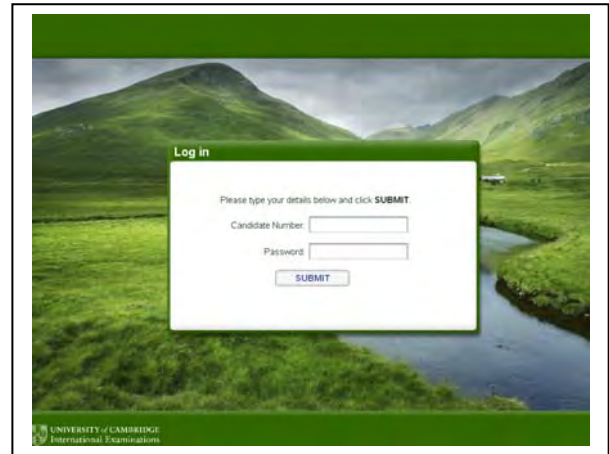 Log in
Please type your details below and click SUBMIT.
Candidate Number:
Password:
SUBMIT
UNIVERSITY of CAMBRIDGE
International Examinations